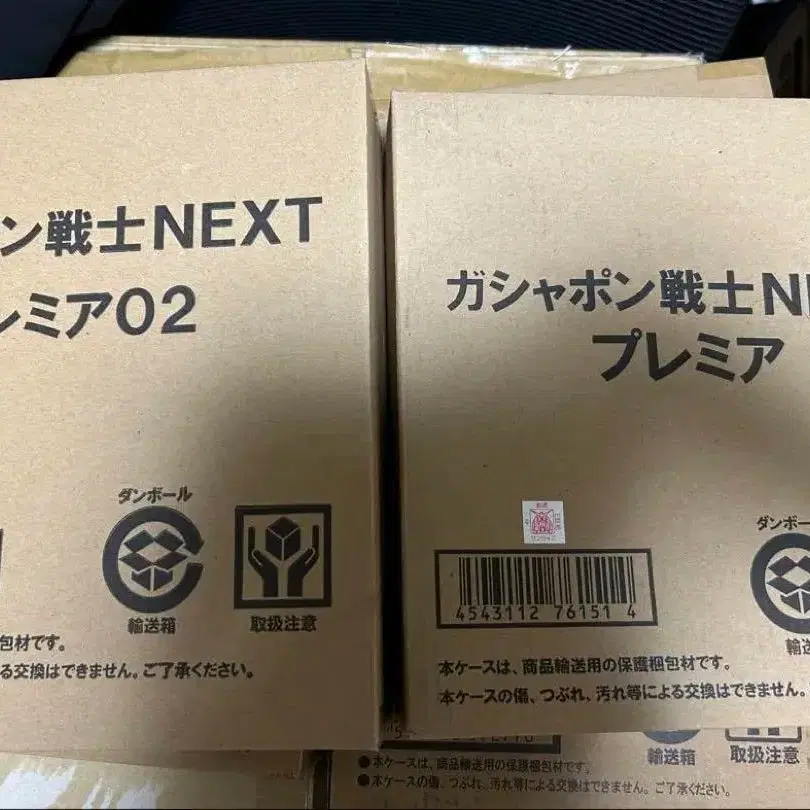 ン戦士NEXT
レミア02
ダンボール
輸送箱
取扱注意
包材です。
る交換はできません。ご了承ください。
ガシャポン戦士NE
プレミア
4543112 76151 4
ダンボール
輸送
本ケースは、商品輸送用の保護梱包材です。
本ケースの傷、つぶれ、汚れ等による交換はできません。
●本ケースは、商品輸送用の保護梱包材です。
●本ケースの傷、つぶれ、汚れ等による交換はできません。ご了承ください。
輸送箱
取扱注意